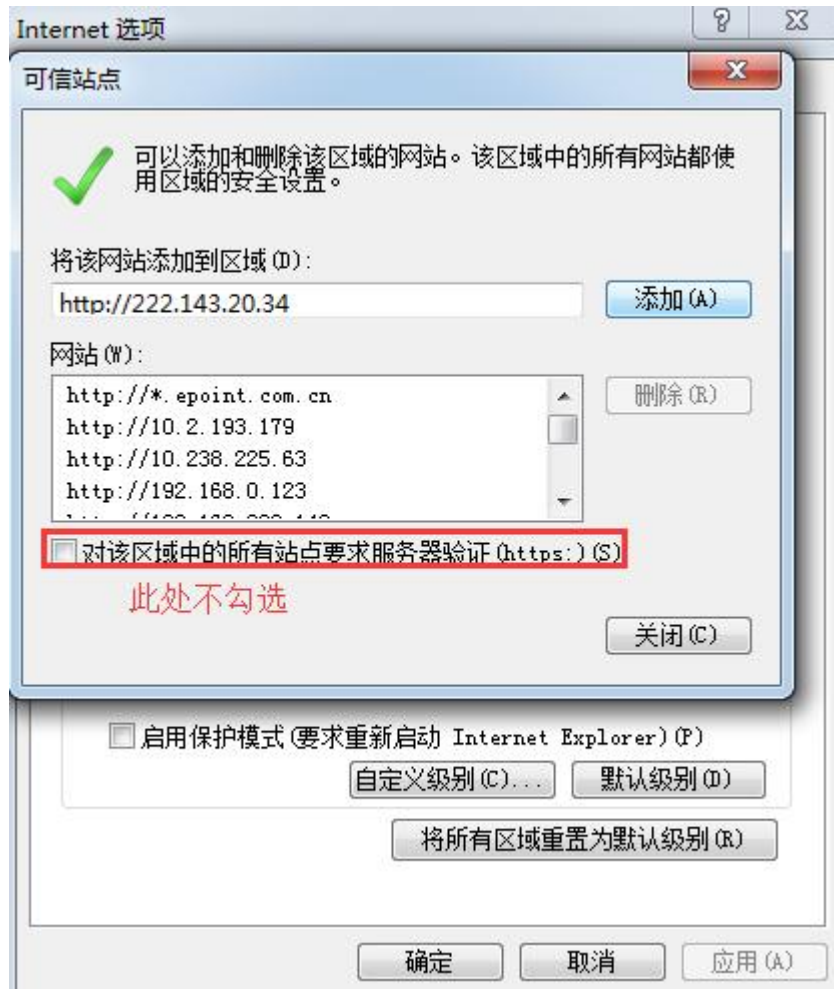 Internet 选项
可信站点
可以添加和删除该区域的网站。该区域中的所有网站都使
用区域的安全设置。
将该网站添加到区域(D):
http://222.143.20.34
添加(A)
网站(W):
http://*.epoint.com.cn
删除(R)
http://10.2.193.179
http://10.238.225.63
http://192.168.0.123
对该区域中的所有站点要求服务器验证(https:)(S)
此处不勾选
关闭(C)
启用保护模式(要求重新启动 Internet Explorer)(P)
自定义级别(C)...
默认级别(D)
将所有区域重置为默认级别(R)
确定
取消
应用(A)